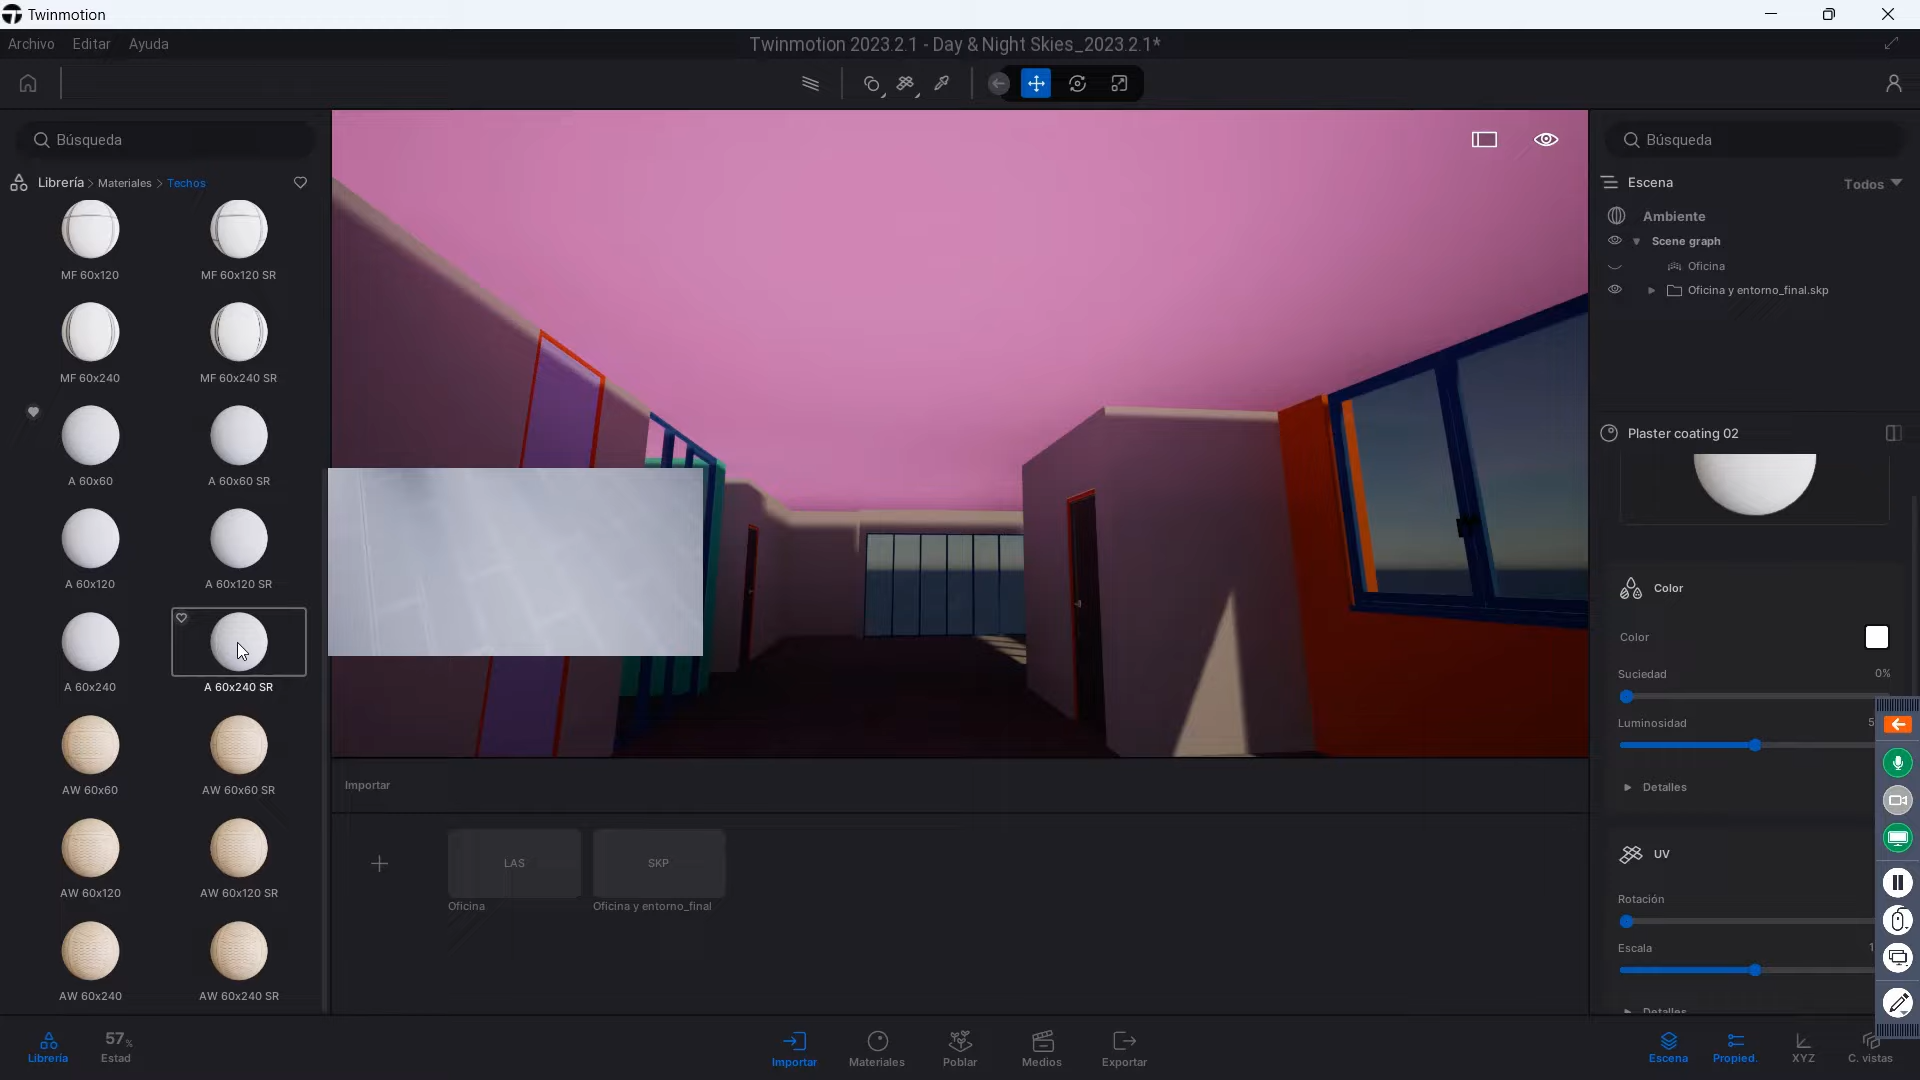 Twinmotion
Archivo Editar Ayuda
Twinmotion 2023.2.1 - Day & Night Skies_2023.2.1*
Búsqueda
Librería > Materiales > Techos
MF 60x120
MF 60x120 SR
MF 60x240
MF 60x240 SR
A 60x60
A 60x60 SR
A 60x120
A 60x120 SR
A 60x240
A 60x240 SR
AW 60x60
AW 60x60 SR
AW 60x120
AW 60x120 SR
AW 60x240
AW 60x240 SR
Importar
LAS
SKP
Oficina
Oficina y entorno_final
Búsqueda
Escena
Todos
Ambiente
Scene graph
Oficina
Oficina y entorno_final.skp
Plaster coating 02
Color
Color
Suciedad 0%
Luminosidad 5
Detalles
UV
Rotación
Escala 1
Detalles
Librería
57%
Estad
Importar
Materiales
Poblar
Medios
Exportar
Escena
Propied.
XYZ
C. vistas